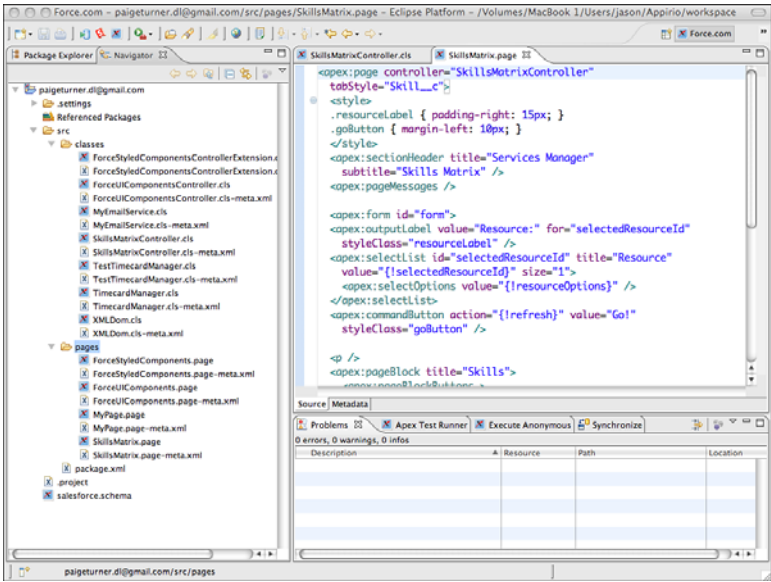 Force.com - paigeturner.dl@gmail.com/src/pages/SkillsMatrix.page - Eclipse Platform - /Volumes/MacBook 1/Users/jason/Appirio/workspace
Force.com
Package Explorer
Navigator
paigeturner.dl@gmail.com
.settings
Referenced Packages
src
classes
ForceStyledComponentsControllerExtension.c
ForceStyledComponentsControllerExtension.c
ForceUIComponentsController.cls
ForceUIComponentsController.cls-meta.xml
MyEmailService.cls
MyEmailService.cls-meta.xml
SkillsMatrixController.cls
SkillsMatrixController.cls-meta.xml
TestTimecardManager.cls
TestTimecardManager.cls-meta.xml
TimecardManager.cls
TimecardManager.cls-meta.xml
XMLDom.cls
XMLDom.cls-meta.xml
pages
ForceStyledComponents.page
ForceStyledComponents.page-meta.xml
ForceUIComponents.page
ForceUIComponents.page-meta.xml
MyPage.page
MyPage.page-meta.xml
SkillsMatrix.page
SkillsMatrix.page-meta.xml
package.xml
.project
salesforce.schema
SkillsMatrixController.cls
SkillsMatrix.page
<apex:page controller="SkillsMatrixController"
tabStyle="Skill__c">
<style>
.resourceLabel { padding-right: 15px; }
.goButton { margin-left: 10px; }
</style>
<apex:sectionHeader title="Services Manager"
subtitle="Skills Matrix" />
<apex:pageMessages />
<apex:form id="form">
<apex:outputLabel value="Resource:" for="selectedResourceId"
styleClass="resourceLabel" />
<apex:selectList id="selectedResourceId" title="Resource"
value="{!selectedResourceId}" size="1">
<apex:selectOptions value="{!resourceOptions}" />
</apex:selectList>
<apex:commandButton action="{!refresh}" value="Go!"
styleClass="goButton" />
<p />
<apex:pageBlock title="Skills">
<apex:pageBlockButtons >
Source
Metadata
Problems
Apex Test Runner
Execute Anonymous
Synchronize
0 errors, 0 warnings, 0 infos
Description
Resource
Path
Location
paigeturner.dl@gmail.com/src/pages